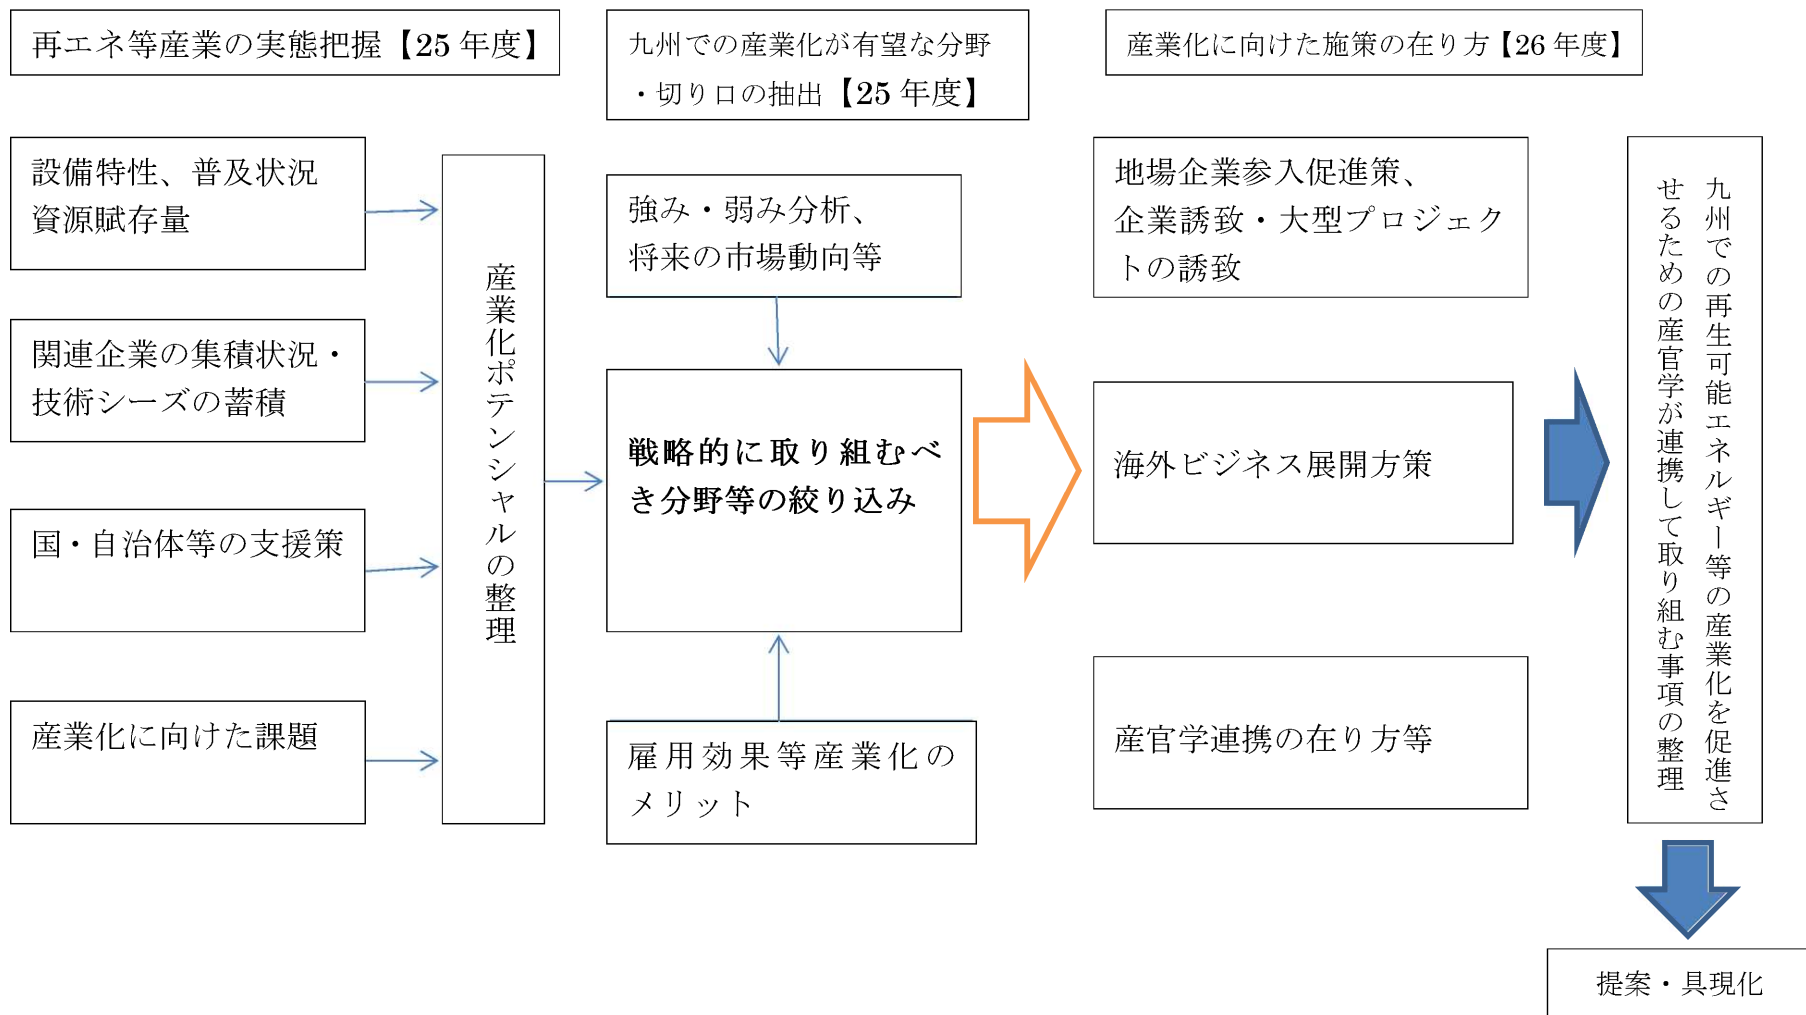 再エネ等産業の実態把握【25 年度】
九州での産業化が有望な分野
・切り口の抽出【25 年度】
産業化に向けた施策の在り方【26 年度】
設備特性、普及状況
資源賦存量
関連企業の集積状況・
技術シーズの蓄積
国・自治体等の支援策
産業化に向けた課題
産業化ポテンシャルの整理
強み・弱み分析、
将来の市場動向等
戦略的に取り組むべ
き分野等の絞り込み
雇用効果等産業化の
メリット
地場企業参入促進策、
企業誘致・大型プロジェク
トの誘致
海外ビジネス展開方策
産官学連携の在り方等
九州での再生可能エネルギー等の産業化を促進さ
せるための産官学が連携して取り組む事項の整理
提案・具現化